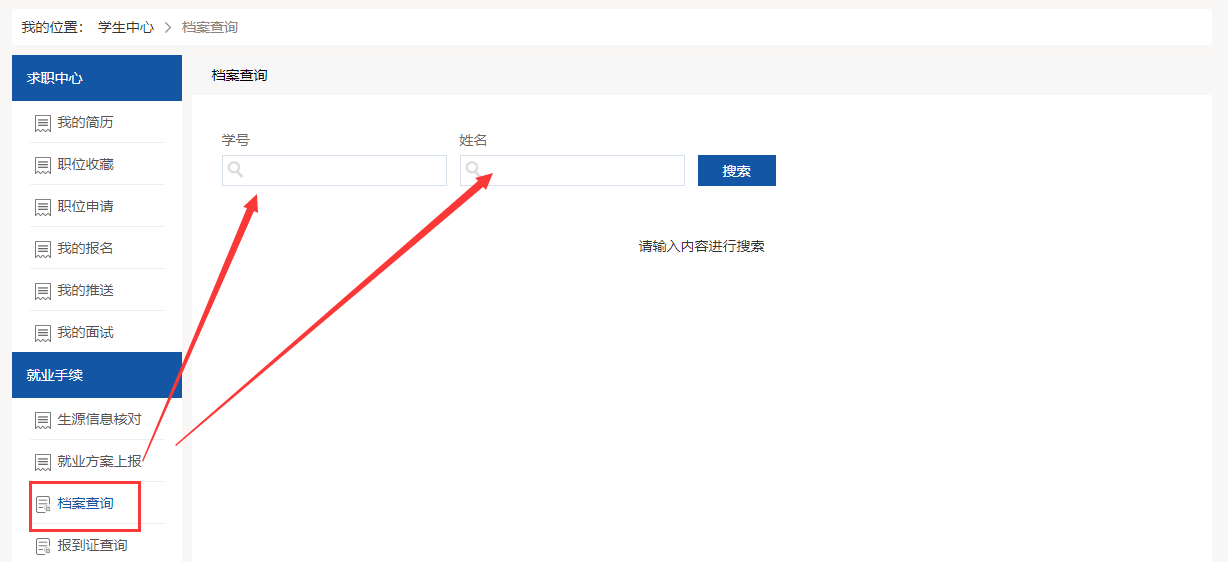 我的位置： 学生中心 > 档案查询
求职中心
我的简历
职位收藏
职位申请
我的报名
我的推送
我的面试
就业手续
生源信息核对
就业方案上报
档案查询
报到证查询
档案查询
学号 姓名
搜索
请输入内容进行搜索